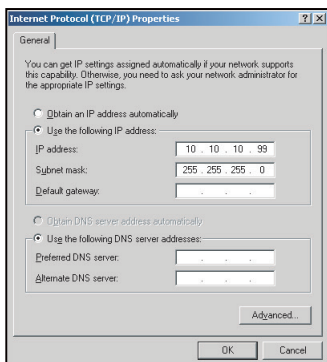 Internet Protocol (TCP/IP) Properties
General
You can get IP settings assigned automatically if your network supports
this capability. Otherwise, you need to ask your network administrator for
the appropriate IP settings.
Obtain an IP address automatically
Use the following IP address:
IP address: 10 . 10 . 10 . 99
Subnet mask: 255 . 255 . 255 . 0
Default gateway: . . .
Obtain DNS server address automatically
Use the following DNS server addresses:
Preferred DNS server: . . .
Alternate DNS server: . . .
Advanced...
OK Cancel